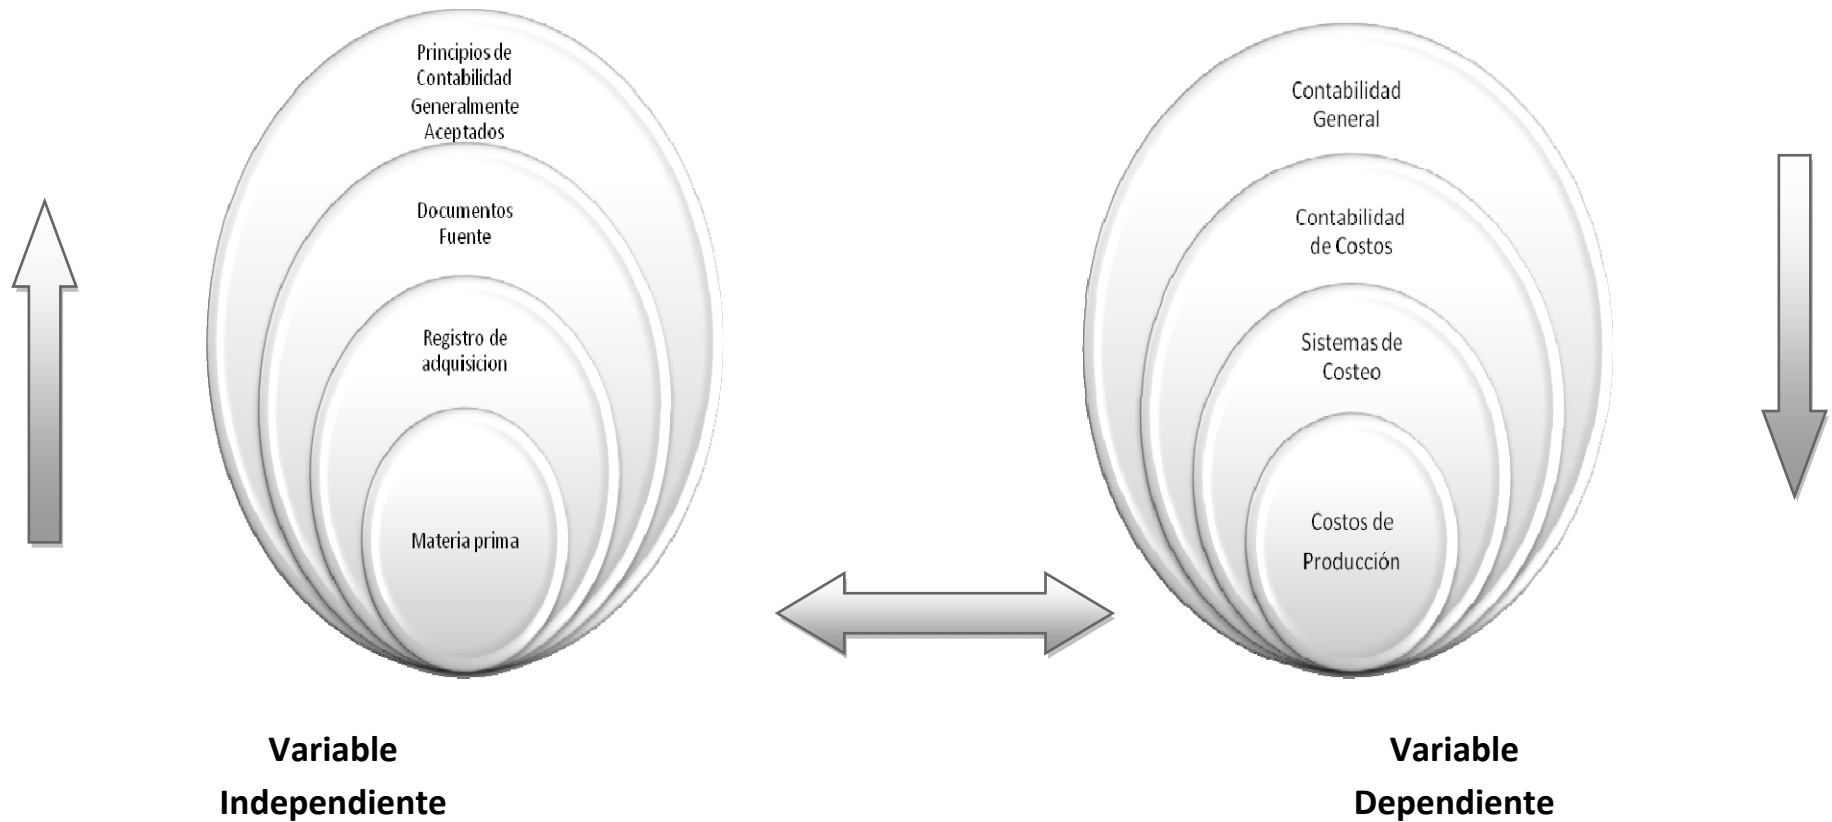 Principios de
Contabilidad
Generalmente
Aceptados
Documentos
Fuente
Registro de
adquisicion
Materia prima
Contabilidad
General
Contabilidad
de Costos
Sistemas de
Costeo
Costos de
Producción
Variable
Independiente
Variable
Dependiente